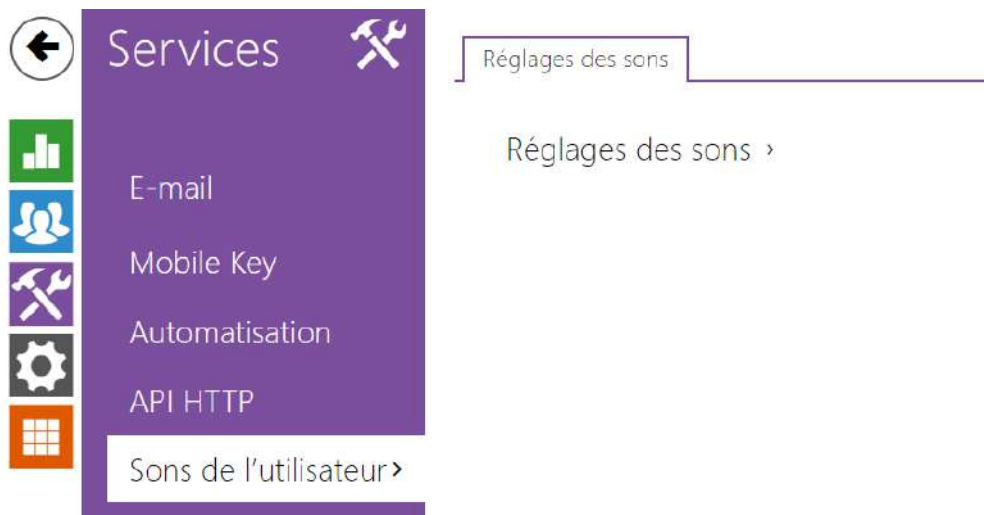 Services
E-mail
Mobile Key
Automatisation
API HTTP
Sons de l'utilisateur
Réglages des sons
Réglages des sons